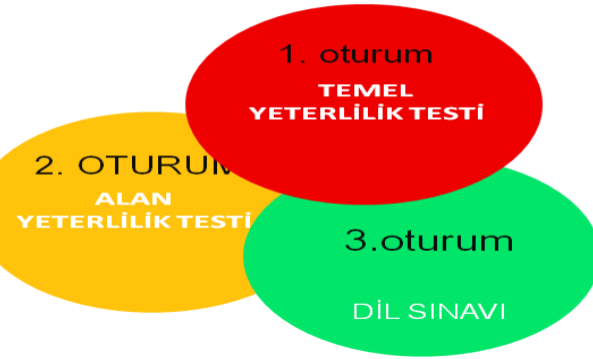 1. oturum
TEMEL
YETERLİLİK TESTİ
2. OTURUM
ALAN
YETERLİLİK TESTİ
3.oturum
DİL SINAVI